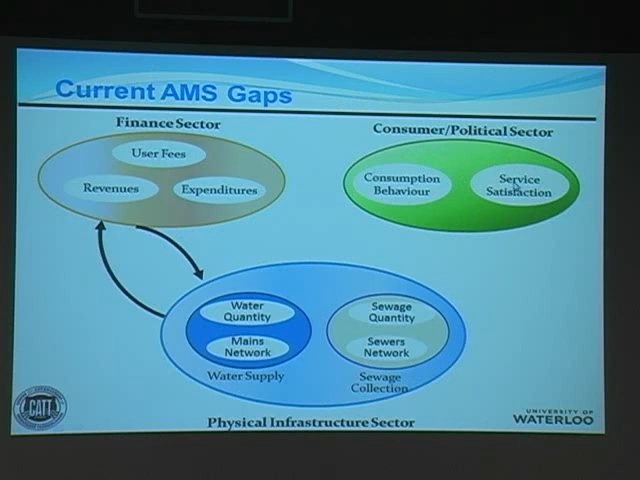 Current AMS Gaps
Finance Sector
Consumer/Political Sector
User Fees
Revenues
Expenditures
Consumption
Behaviour
Service
Satisfaction
Water
Quantity
Mains
Network
Sewage
Quantity
Sewers
Network
Water Supply
Sewage
Collection
Physical Infrastructure Sector
CATT
UNIVERSITY OF
WATERLOO